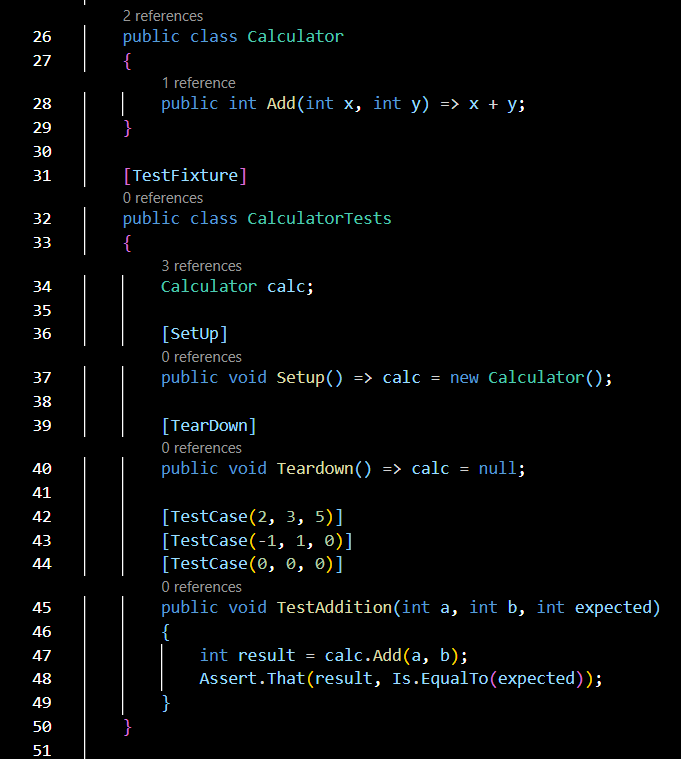 2 references
26 public class Calculator
27 {
1 reference
28 public int Add(int x, int y) => x + y;
29 }
30
31 [TestFixture]
0 references
32 public class CalculatorTests
33 {
3 references
34 Calculator calc;
35
36 [SetUp]
0 references
37 public void Setup() => calc = new Calculator();
38
39 [TearDown]
0 references
40 public void Teardown() => calc = null;
41
42 [TestCase(2, 3, 5)]
43 [TestCase(-1, 1, 0)]
44 [TestCase(0, 0, 0)]
0 references
45 public void TestAddition(int a, int b, int expected)
46 {
47 int result = calc.Add(a, b);
48 Assert.That(result, Is.EqualTo(expected));
49 }
50 }
51